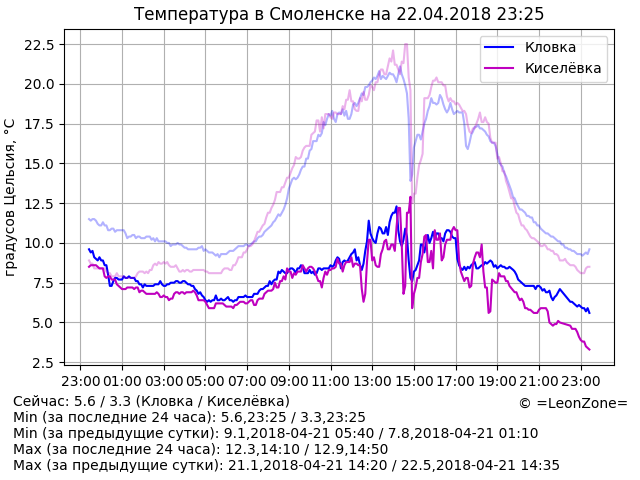 Температура в Смоленске на 22.04.2018 23:25
Кловка
Киселёвка
градусов Цельсия, °C
22.5
20.0
17.5
15.0
12.5
10.0
7.5
5.0
2.5
23:00 01:00 03:00 05:00 07:00 09:00 11:00 13:00 15:00 17:00 19:00 21:00 23:00
Сейчас: 5.6 / 3.3 (Кловка / Киселёвка)
© =LeonZone=
Min (за последние 24 часа): 5.6,23:25 / 3.3,23:25
Min (за предыдущие сутки): 9.1,2018-04-21 05:40 / 7.8,2018-04-21 01:10
Max (за последние 24 часа): 12.3,14:10 / 12.9,14:50
Max (за предыдущие сутки): 21.1,2018-04-21 14:20 / 22.5,2018-04-21 14:35